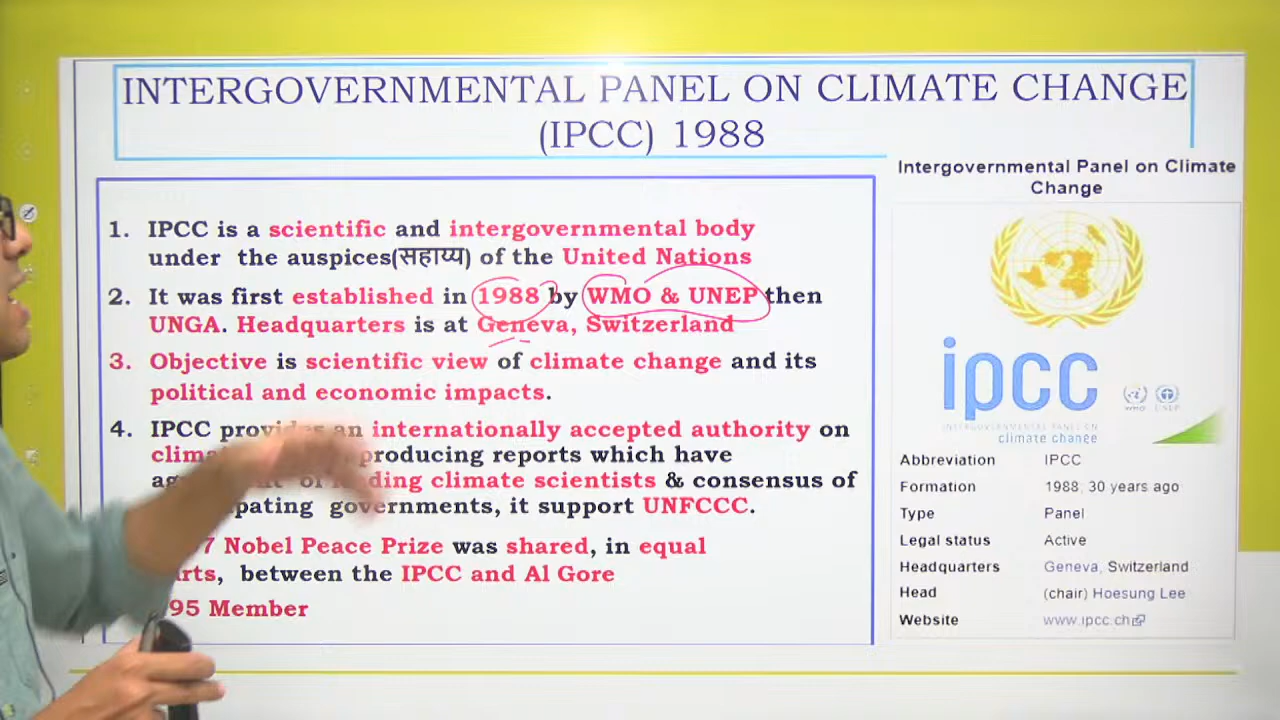 INTERGOVERNMENTAL PANEL ON CLIMATE CHANGE
(IPCC) 1988
1. IPCC is a scientific and intergovernmental body
under the auspices(सहाय्य) of the United Nations
2. It was first established in 1988 by WMO & UNEP then
UNGA. Headquarters is at Geneva, Switzerland
3. Objective is scientific view of climate change and its
political and economic impacts.
4. IPCC provides an internationally accepted authority on
producing reports which have
climate scientists & consensus of
governments, it support UNFCCC.
Nobel Peace Prize was shared, in equal
between the IPCC and Al Gore
Member
Intergovernmental Panel on Climate
Change
ipcc
WMO UNEP
INTERGOVERNMENTAL PANEL ON
climate change
Abbreviation IPCC
Formation 1988; 30 years ago
Type Panel
Legal status Active
Headquarters Geneva, Switzerland
Head (chair) Hoesung Lee
Website www.ipcc.ch